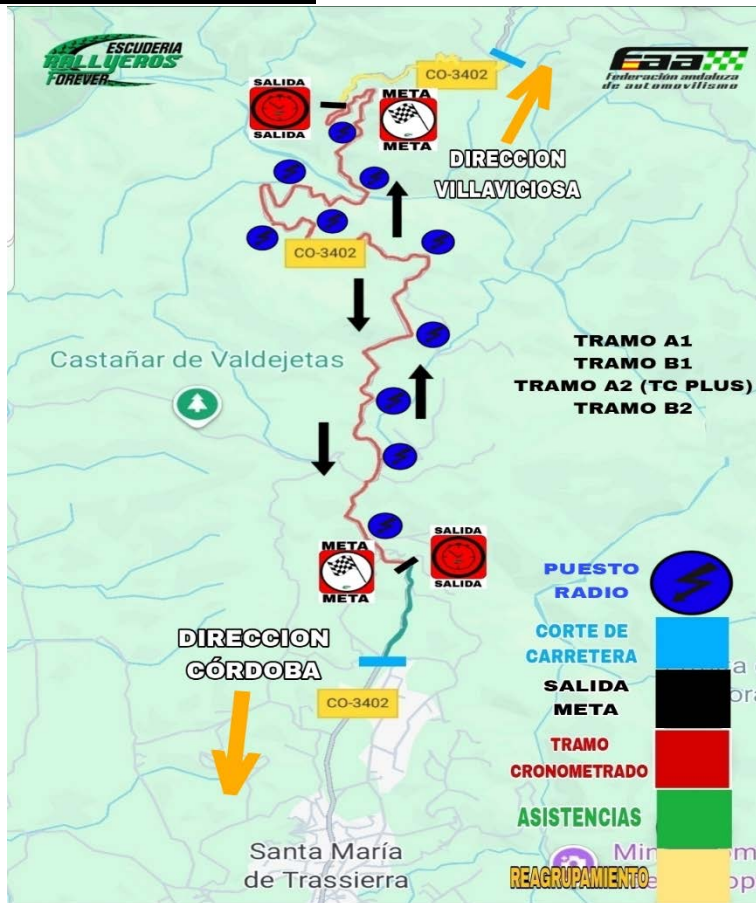 ESCUDERIA
RALLYEROS
FOREVER
CO-3402
FAA
Federación andaluza
de automovilismo
SALIDA
SALIDA
META
META
DIRECCION
VILLAVICIOSA
CO-3402
TRAMO A1
TRAMO B1
TRAMO A2 (TC PLUS)
TRAMO B2
Castañar de Valdejetas
META
META
SALIDA
SALIDA
DIRECCION
CÓRDOBA
CO-3402
Santa María
de Trassierra
PUESTO
RADIO
CORTE DE
CARRETERA
SALIDA
META
TRAMO
CRONOMETRADO
ASISTENCIAS
REAGRUPAMIENTO